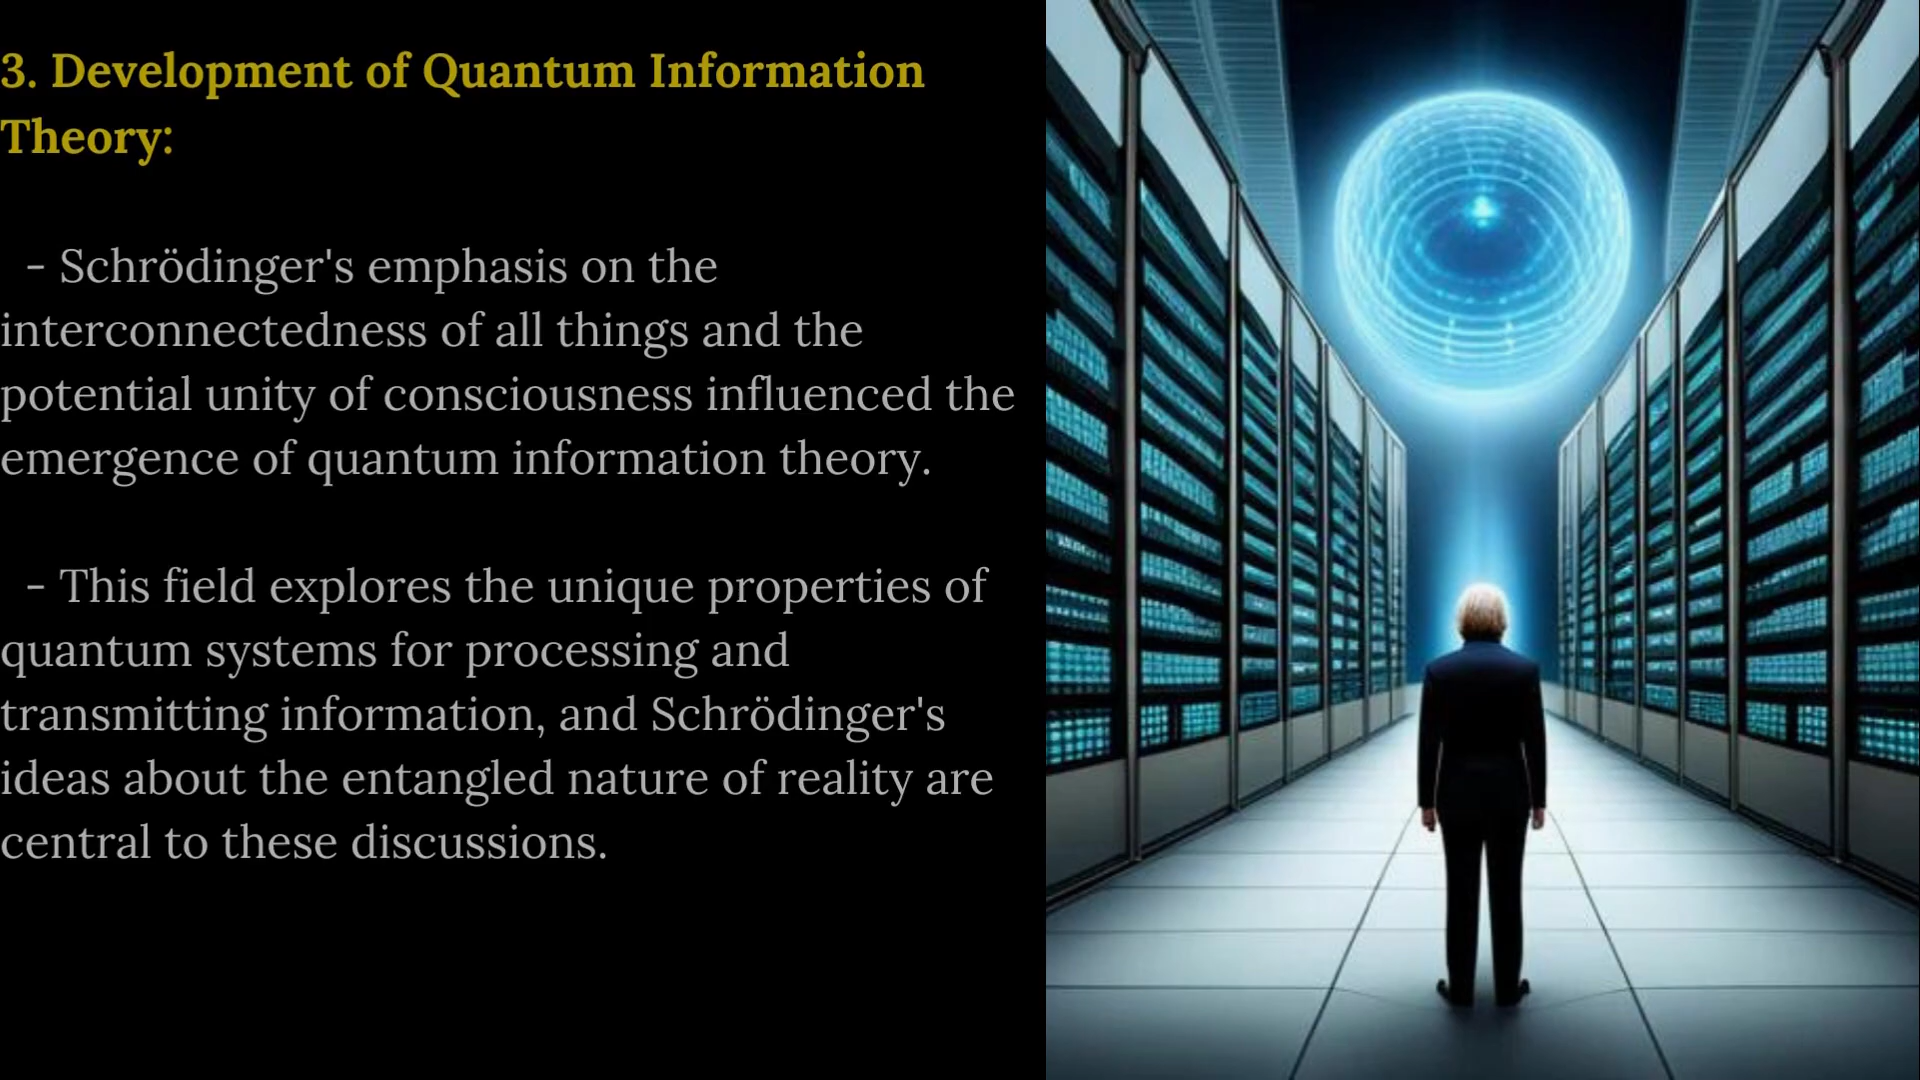 3. Development of Quantum Information
Theory:
- Schrödinger's emphasis on the
interconnectedness of all things and the
potential unity of consciousness influenced the
emergence of quantum information theory.
- This field explores the unique properties of
quantum systems for processing and
transmitting information, and Schrödinger's
ideas about the entangled nature of reality are
central to these discussions.